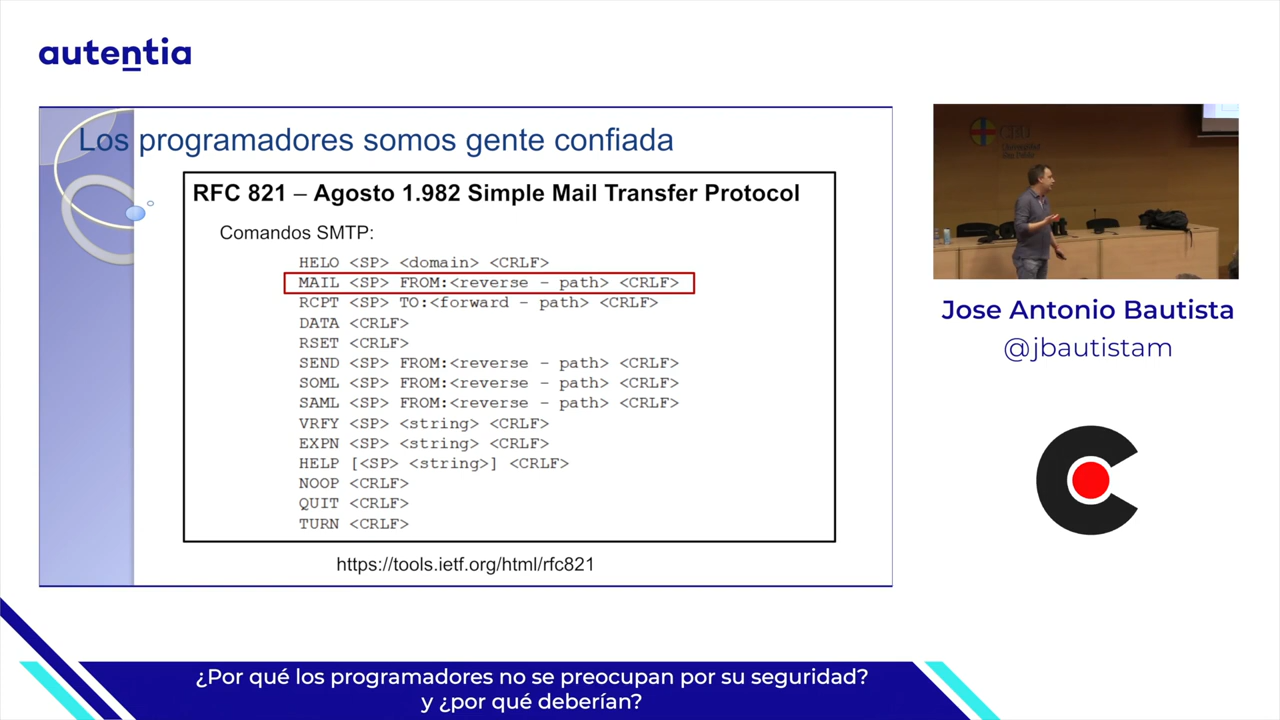 autentia
Los programadores somos gente confiada
RFC 821 – Agosto 1.982 Simple Mail Transfer Protocol
Comandos SMTP:
HELO <SP> <domain> <CRLF>
MAIL <SP> FROM:<reverse - path> <CRLF>
RCPT <SP> TO:<forward - path> <CRLF>
DATA <CRLF>
RSET <CRLF>
SEND <SP> FROM:<reverse - path> <CRLF>
SOML <SP> FROM:<reverse - path> <CRLF>
SAML <SP> FROM:<reverse - path> <CRLF>
VRFY <SP> <string> <CRLF>
EXPN <SP> <string> <CRLF>
HELP [<SP> <string>] <CRLF>
NOOP <CRLF>
QUIT <CRLF>
TURN <CRLF>
https://tools.ietf.org/html/rfc821
CEU
Universidad
San Pablo
Jose Antonio Bautista
@jbautistam
¿Por qué los programadores no se preocupan por su seguridad?
y ¿por qué deberían?